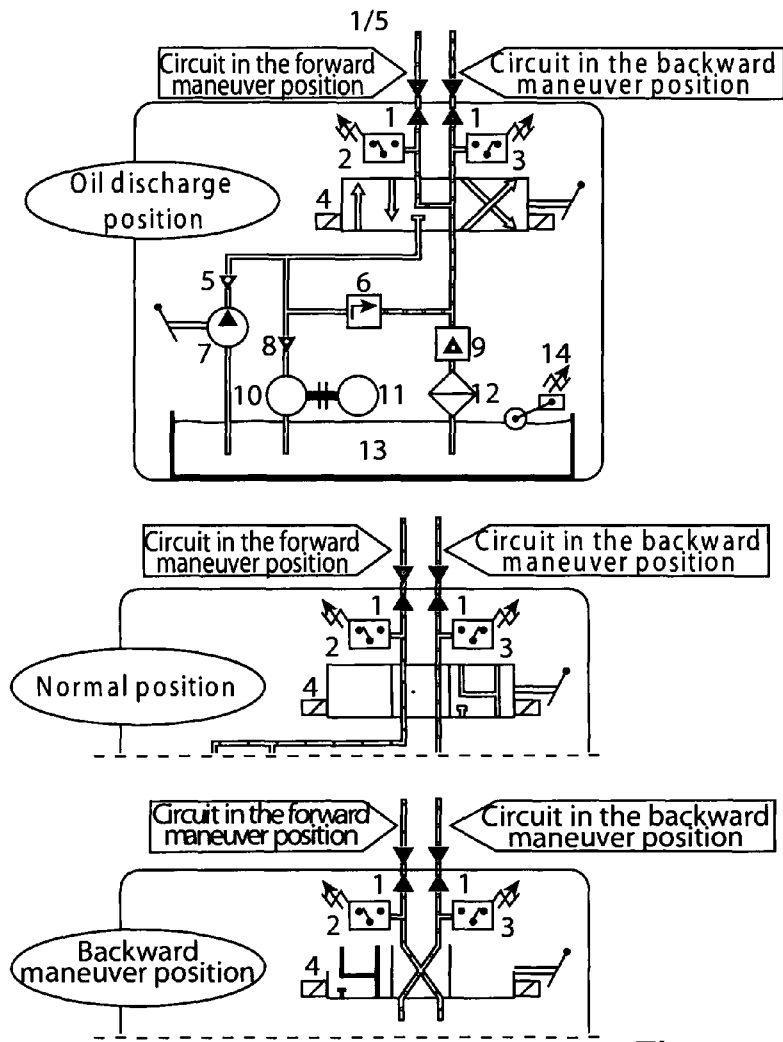 1/5
Circuit in the forward
maneuver position
Circuit in the backward
maneuver position
1 1
2 3
Oil discharge
position
4
5
6
7
8
9
10
11
12
14
13
Circuit in the forward
maneuver position
Circuit in the backward
maneuver position
1 1
2 3
Normal position
4
Circuit in the forward
maneuver position
Circuit in the backward
maneuver position
1 1
2 3
Backward
maneuver position
4